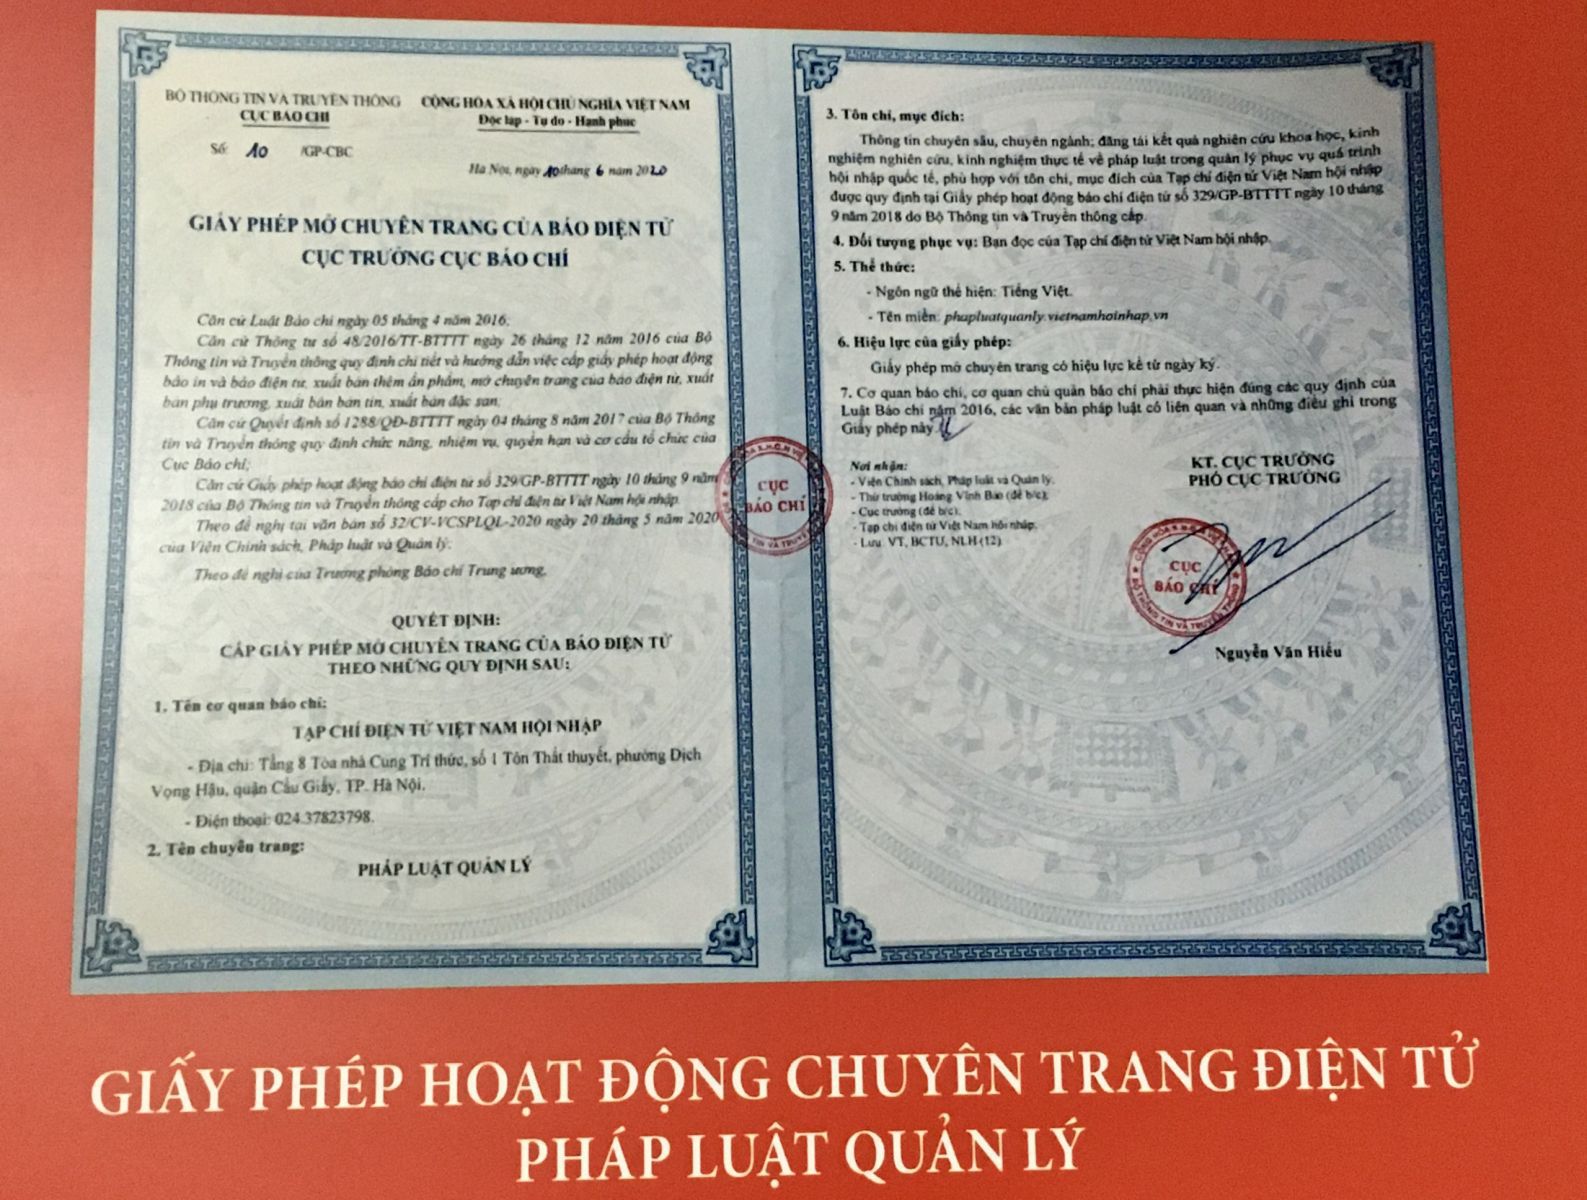 BỘ THÔNG TIN VÀ TRUYỀN THÔNG
CỤC BÁO CHÍ
CỘNG HÒA XÃ HỘI CHỦ NGHĨA VIỆT NAM
Độc lập - Tự do - Hạnh phúc
Số: 10 /GP-CBC
Hà Nội, ngày 10 tháng 6 năm 2020
GIẤY PHÉP MỞ CHUYÊN TRANG CỦA BÁO ĐIỆN TỬ
CỤC TRƯỞNG CỤC BÁO CHÍ
Căn cứ Luật Báo chí ngày 05 tháng 4 năm 2016;
Căn cứ Thông tư số 48/2016/TT-BTTTT ngày 26 tháng 12 năm 2016 của Bộ
Thông tin và Truyền thông quy định chi tiết và hướng dẫn việc cấp giấy phép hoạt động
báo in và báo điện tử, xuất bản thêm ấn phẩm, mở chuyên trang của báo điện tử, xuất
bản phụ trương, xuất bản bản tin, xuất bản đặc san;
Căn cứ Quyết định số 1288/QĐ-BTTTT ngày 04 tháng 8 năm 2017 của Bộ Thông
tin và Truyền thông quy định chức năng, nhiệm vụ, quyền hạn và cơ cấu tổ chức của
Cục Báo chí;
Căn cứ Giấy phép hoạt động báo chí điện tử số 329/GP-BTTTT ngày 10 tháng 9 năm
2018 của Bộ Thông tin và Truyền thông cấp cho Tạp chí điện tử Việt Nam hội nhập.
Theo đề nghị tại văn bản số 32/CV-VCSPLQL-2020 ngày 20 tháng 5 năm 2020
của Viện Chính sách, Pháp luật và Quản lý;
Theo đề nghị của Trưởng phòng Báo chí Trung ương,
QUYẾT ĐỊNH:
CẤP GIẤY PHÉP MỞ CHUYÊN TRANG CỦA BÁO ĐIỆN TỬ
THEO NHỮNG QUY ĐỊNH SAU:
1. Tên cơ quan báo chí:
TẠP CHÍ ĐIỆN TỬ VIỆT NAM HỘI NHẬP
- Địa chỉ: Tầng 8 Tòa nhà Cung Trí thức, số 1 Tôn Thất thuyết, phường Dịch
Vọng Hậu, quận Cầu Giấy, TP. Hà Nội.
- Điện thoại: 024.37823798.
2. Tên chuyên trang:
PHÁP LUẬT QUẢN LÝ
CỤC
BÁO CHÍ
3. Tôn chỉ, mục đích:
Thông tin chuyên sâu, chuyên ngành; đăng tải kết quả nghiên cứu khoa học, kinh
nghiệm nghiên cứu, kinh nghiệm thực tế về pháp luật trong quản lý phục vụ quá trình
hội nhập quốc tế, phù hợp với tôn chỉ, mục đích của Tạp chí điện tử Việt Nam hội nhập
được quy định tại Giấy phép hoạt động báo chí điện tử số 329/GP-BTTTT ngày 10 tháng
9 năm 2018 do Bộ Thông tin và Truyền thông cấp.
4. Đối tượng phục vụ: Bạn đọc của Tạp chí điện tử Việt Nam hội nhập.
5. Thể thức:
- Ngôn ngữ thể hiện: Tiếng Việt.
- Tên miền: phapluatquanly.vietnamhoinhap.vn
6. Hiệu lực của giấy phép:
Giấy phép mở chuyên trang có hiệu lực kể từ ngày ký.
7. Cơ quan báo chí, cơ quan chủ quản báo chí phải thực hiện đúng các quy định của
Luật Báo chí năm 2016, các văn bản pháp luật có liên quan và những điều ghi trong
Giấy phép này.
Nơi nhận:
- Viện Chính sách, Pháp luật và Quản lý;
- Thứ trưởng Hoàng Vĩnh Bảo (để b/c);
- Cục trưởng (để b/c);
- Tạp chí điện tử Việt Nam hội nhập;
- Lưu: VT, BCTU, NLH (12)
KT. CỤC TRƯỞNG
PHÓ CỤC TRƯỞNG
CỘNG HÒA X.H.C.N VIỆT NAM
CỤC
BÁO CHÍ
BỘ THÔNG TIN VÀ TRUYỀN THÔNG
Nguyễn Văn Hiếu
GIẤY PHÉP HOẠT ĐỘNG CHUYÊN TRANG ĐIỆN TỬ
PHÁP LUẬT QUẢN LÝ